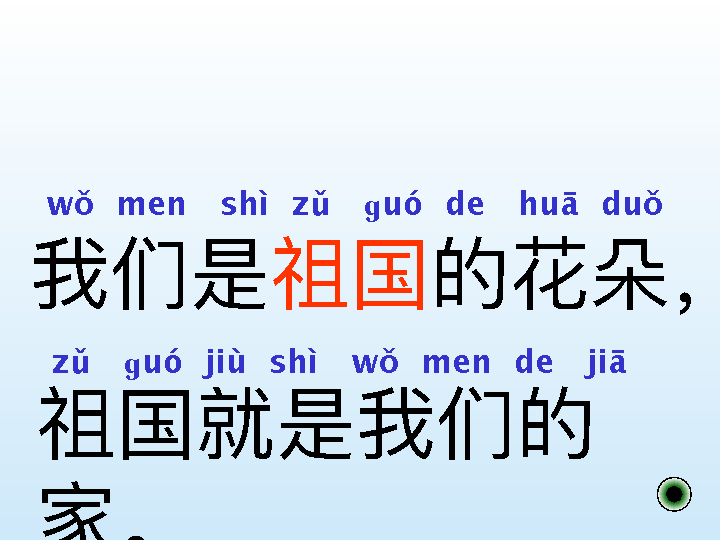 wǒ men shì zǔ guó de huā duǒ
我们是祖国的花朵，
zǔ guó jiù shì wǒ men de jiā
祖国就是我们的
家。